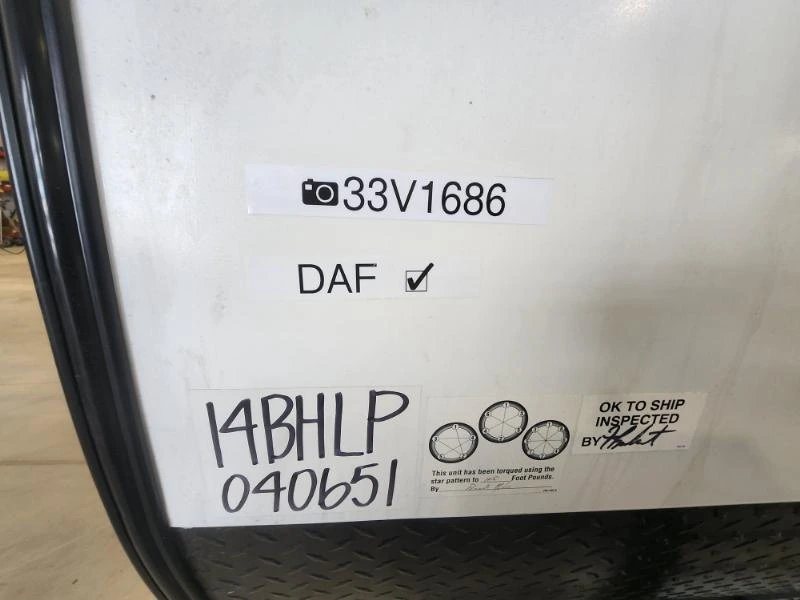 33V1686
DAF
14BHLP
040651
This unit has been torqued using the
star pattern to
Foot Pounds.
By
OK TO SHIP
INSPECTED
BY